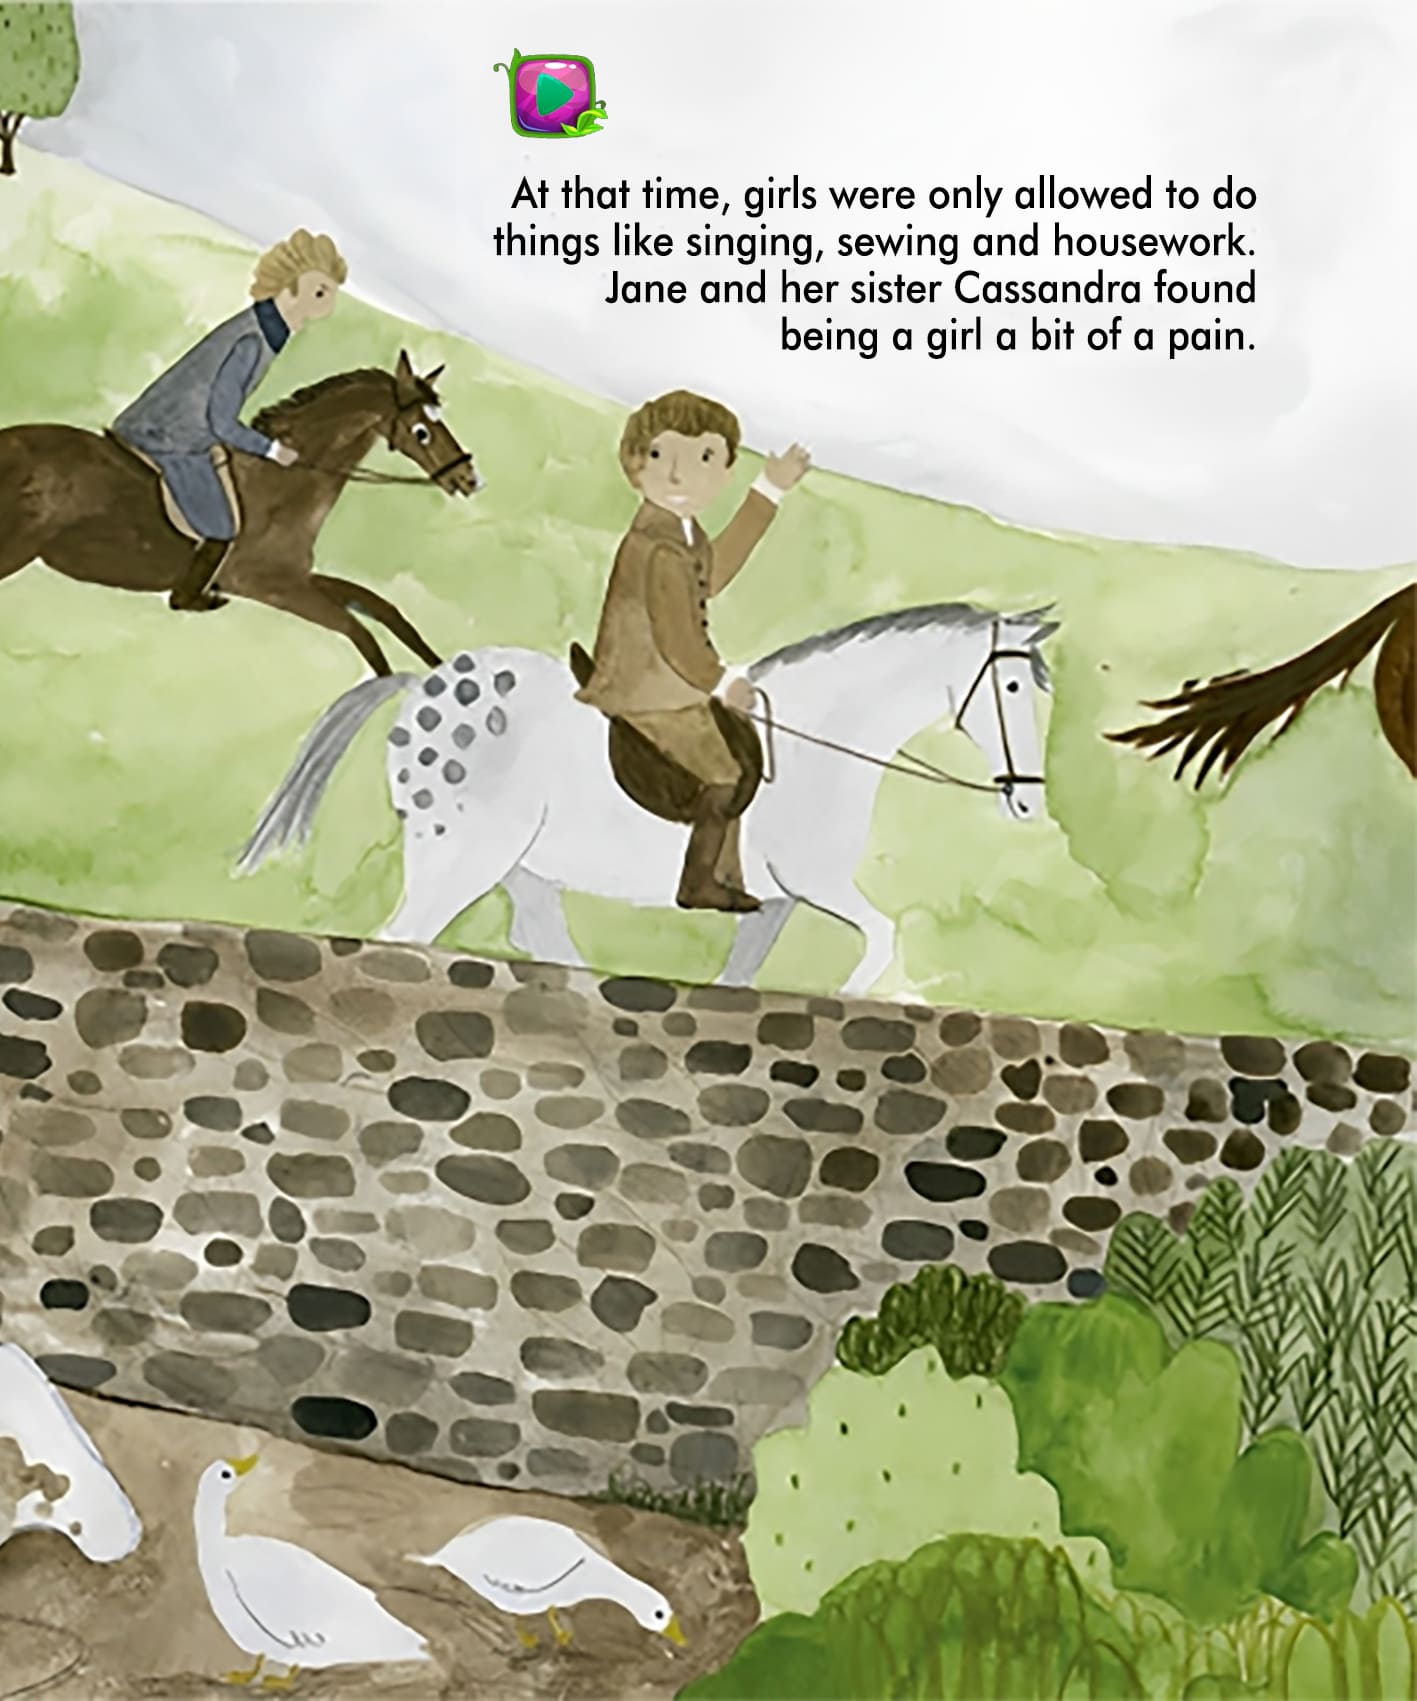 At that time, girls were only allowed to do
things like singing, sewing and housework.
Jane and her sister Cassandra found
being a girl a bit of a pain.